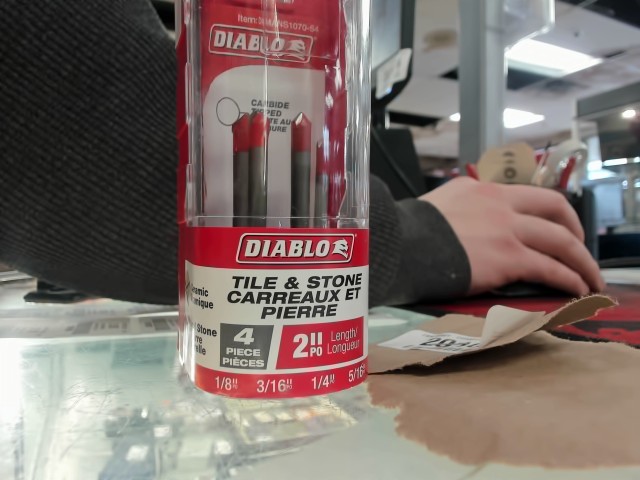 DIABLO
CARBIDE
DIABLO
TILE & STONE
CARREAUX ET
PIERRE
Stone
4
PIECE
PIÈCES
2"
PO
Length/
Longueur
1/8" 3/16" 1/4" 5/16